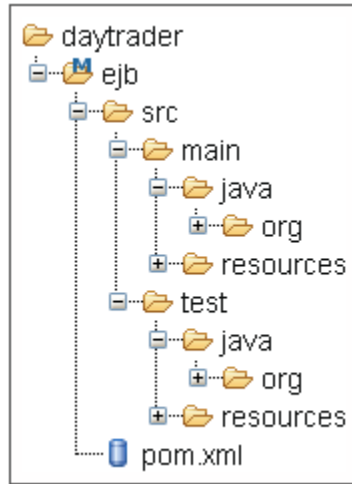 daytrader
M
ejb
src
main
java
org
resources
test
java
org
resources
pom.xml